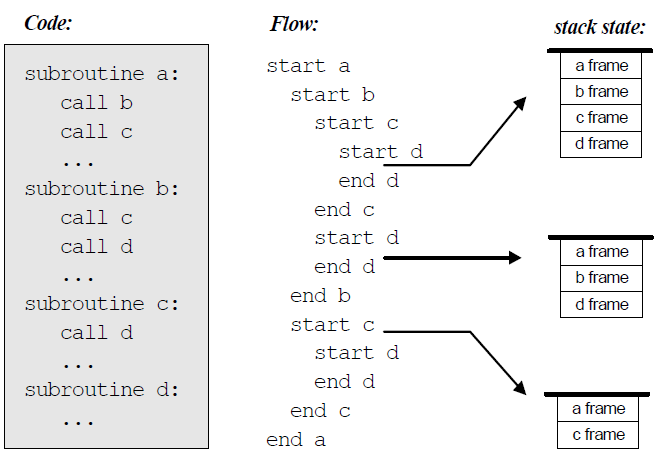 Code:
subroutine a:
call b
call c
...
subroutine b:
call c
call d
...
subroutine c:
call d
...
subroutine d:
...
Flow:
start a
start b
start c
start d
end d
end c
start d
end d
end b
start c
start d
end d
end c
end a
stack state:
a frame
b frame
c frame
d frame
a frame
b frame
d frame
a frame
c frame